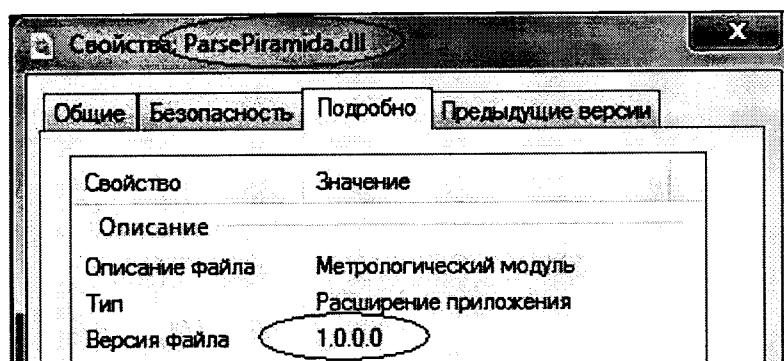 Свойства: ParsePiramida.dll
Общие Безопасность Подробно Предыдущие версии
Свойство Значение
Описание
Описание файла Метрологический модуль
Тип Расширение приложения
Версия файла 1.0.0.0